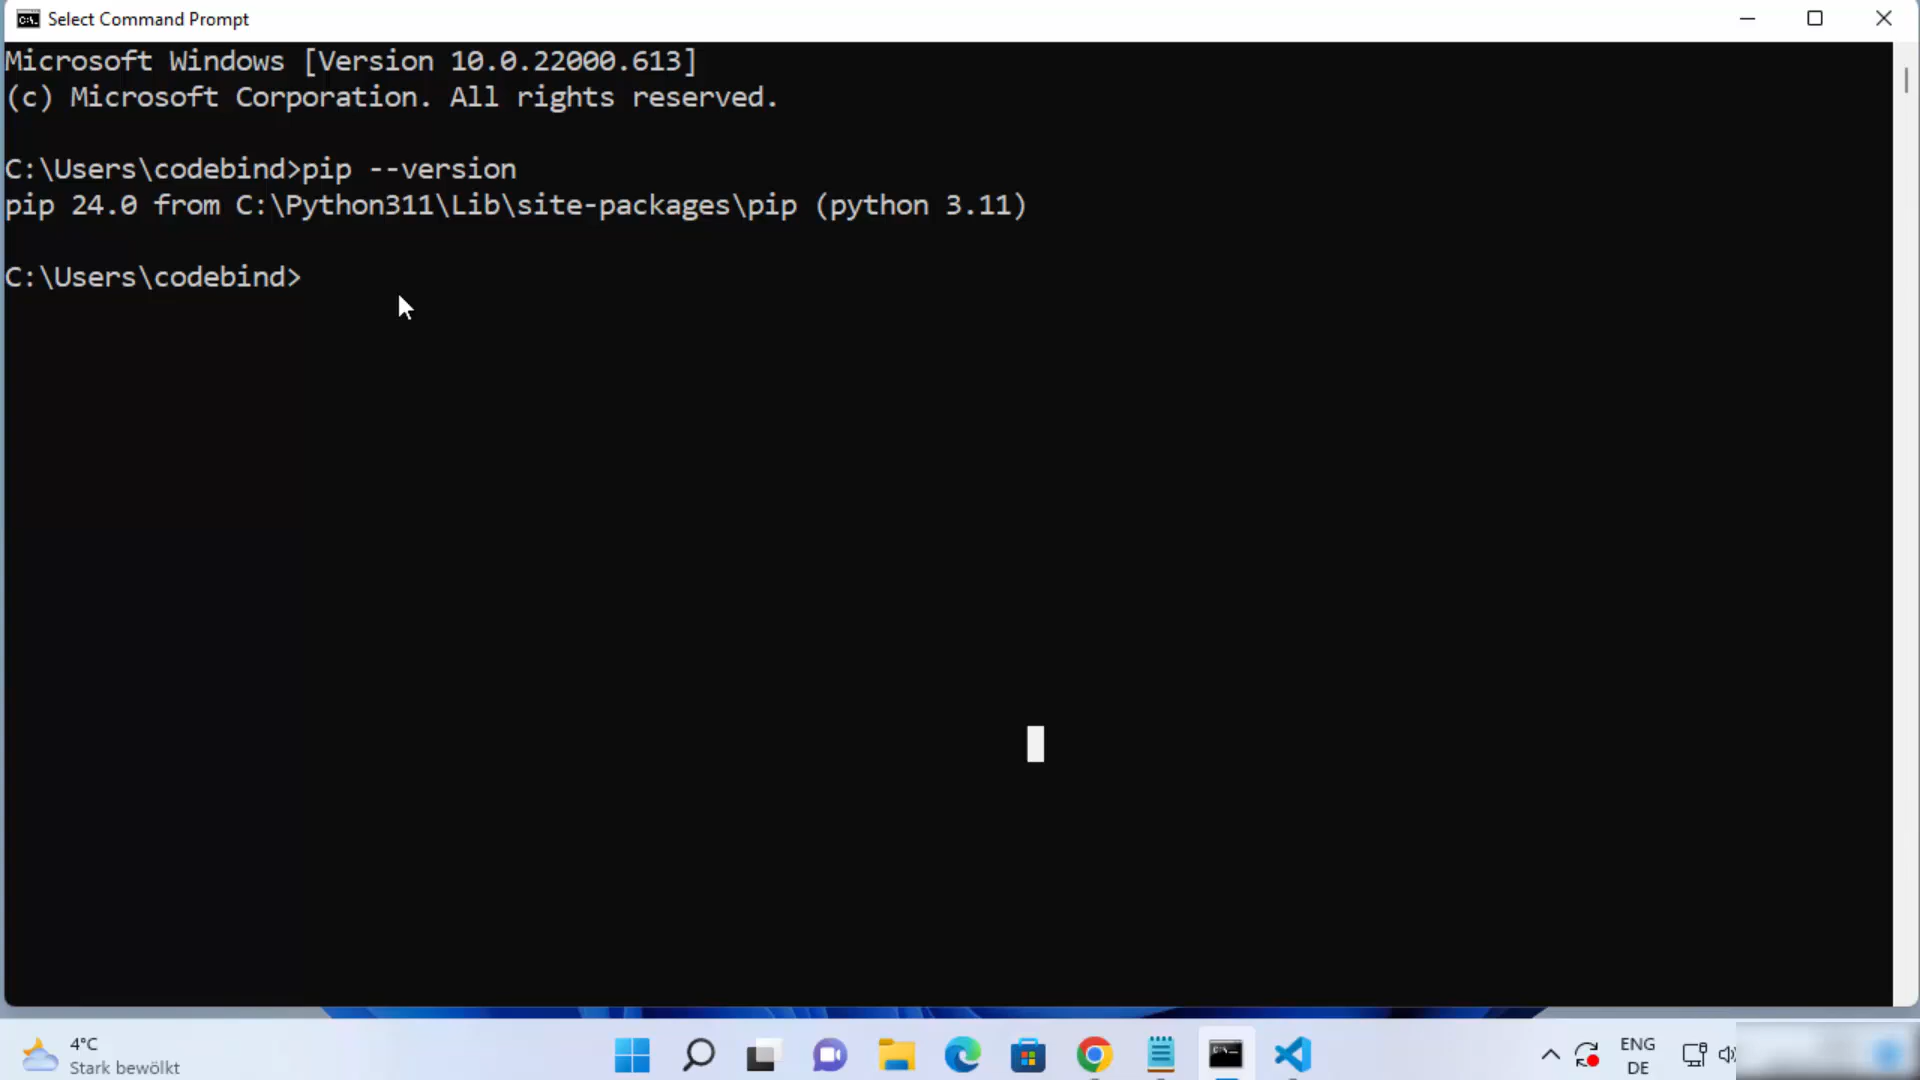 Select Command Prompt
Microsoft Windows [Version 10.0.22000.613]
(c) Microsoft Corporation. All rights reserved.
C:\Users\codebind>pip --version
pip 24.0 from C:\Python311\Lib\site-packages\pip (python 3.11)
C:\Users\codebind>
4°C
Stark bewölkt
ENG
DE